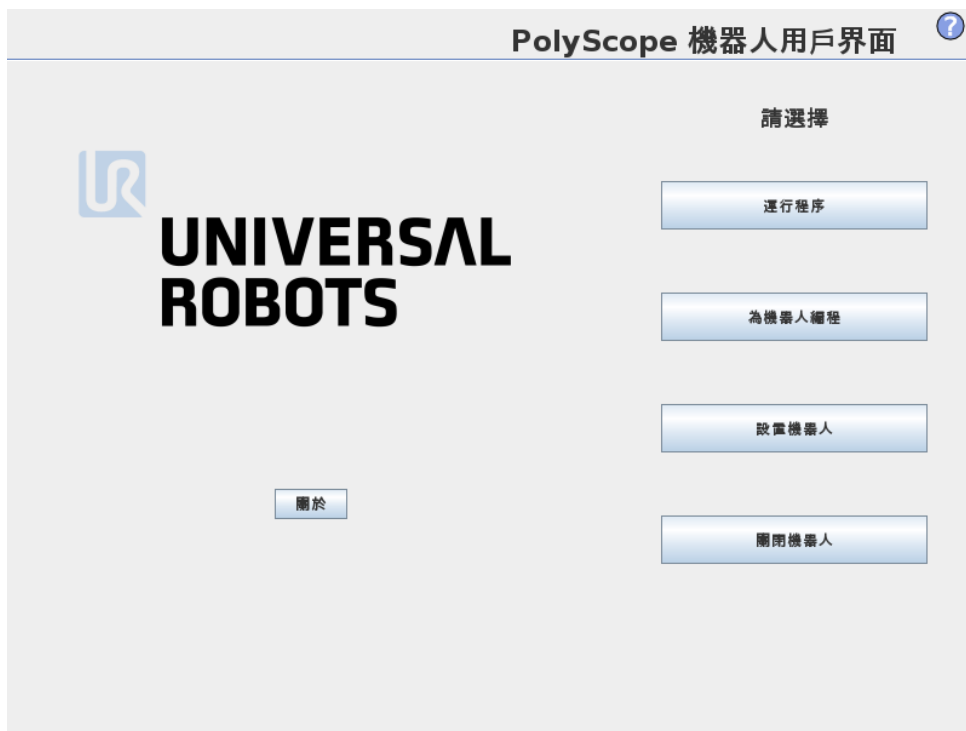 PolyScope 機器人用戶界面
?
請選擇
UR
UNIVERSAL
ROBOTS
運行程序
為機器人編程
設置機器人
關於
關閉機器人